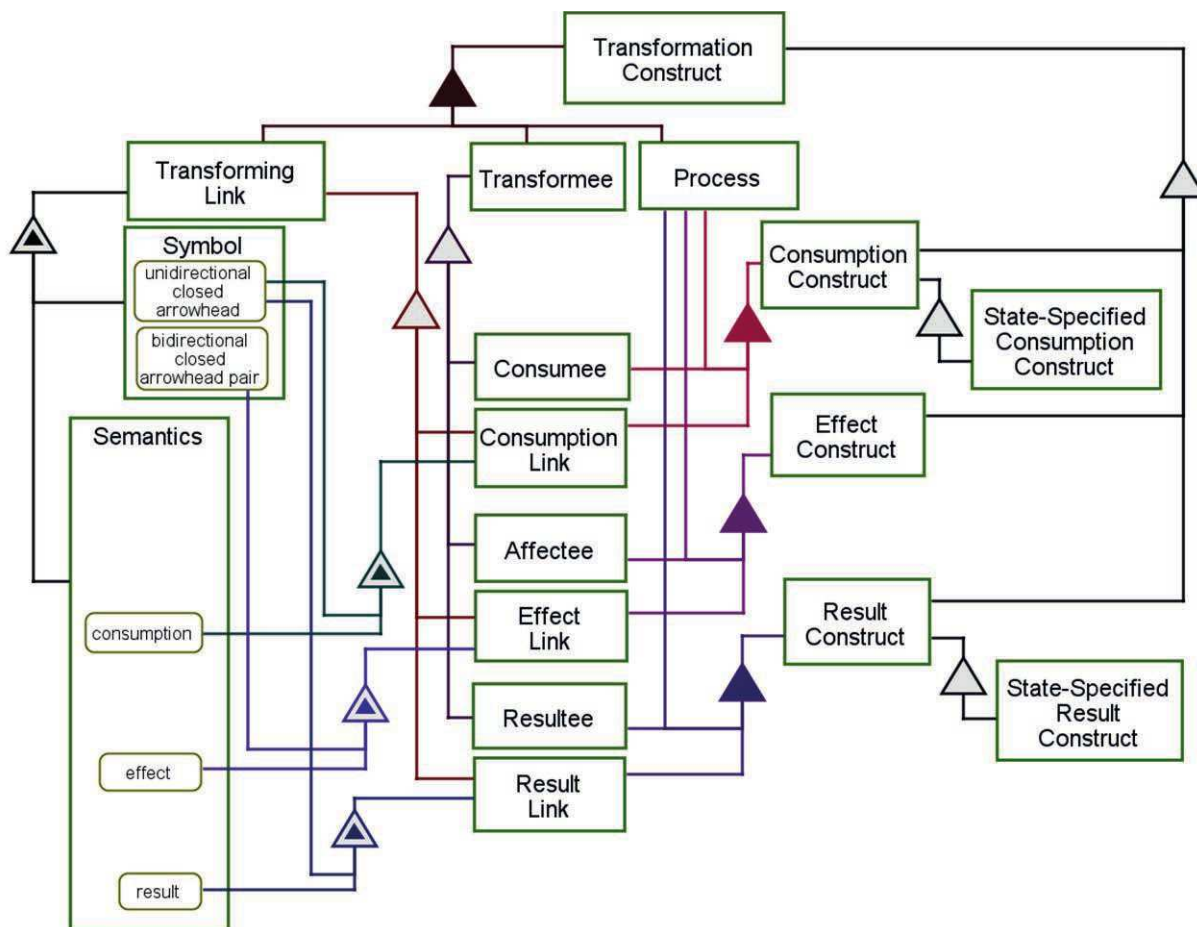 Transformation
Construct
Transforming
Link
Transformee
Process
Symbol
unidirectional
closed
arrowhead
bidirectional
closed
arrowhead pair
Consumption
Construct
State-Specified
Consumption
Construct
Consumee
Semantics
Consumption
Link
Effect
Construct
Affectee
consumption
Effect
Link
Result
Construct
Resultee
State-Specified
Result
Construct
effect
Result
Link
result